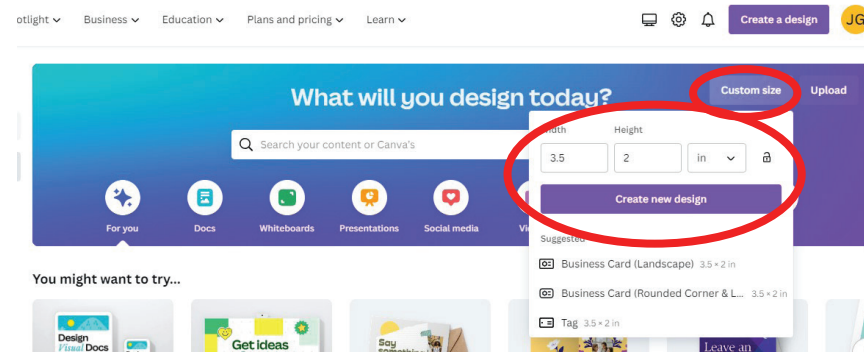 otlight Business Education Plans and pricing Learn Create a design JG
What will you design today?
Custom size Upload
Search your content or Canva's
Width Height
3.5 2 in
Create new design
For you Docs Whiteboards Presentations Social media
Suggested
Business Card (Landscape) 3.5 × 2 in
Business Card (Rounded Corner & L... 3.5 × 2 in
Tag 3.5 × 2 in
You might want to try...
Design
Visual Docs
Get ideas
Say
Leave an